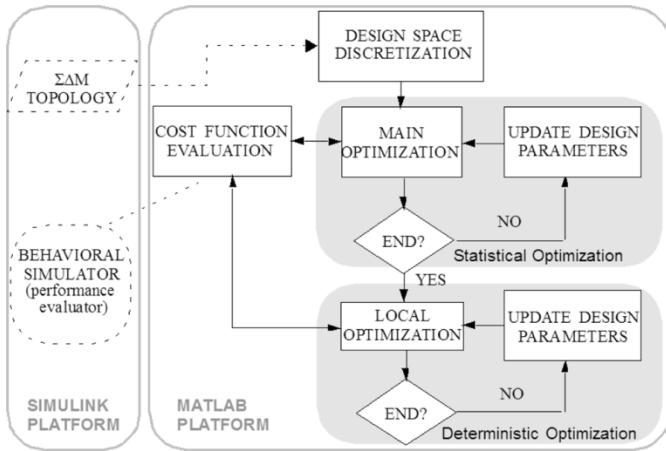 DESIGN SPACE
DISCRETIZATION
ΣΔM
TOPOLOGY
COST FUNCTION
EVALUATION
MAIN
OPTIMIZATION
UPDATE DESIGN
PARAMETERS
NO
END?
Statistical Optimization
YES
BEHAVIORAL
SIMULATOR
(performance
evaluator)
LOCAL
OPTIMIZATION
UPDATE DESIGN
PARAMETERS
NO
END?
Deterministic Optimization
SIMULINK
PLATFORM
MATLAB
PLATFORM